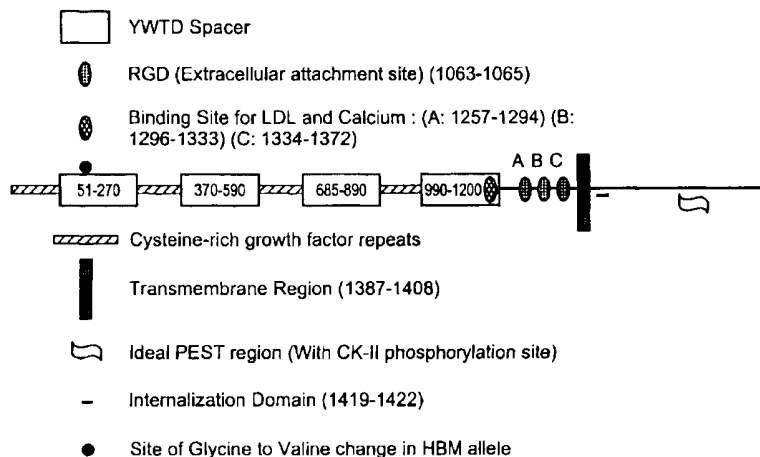 YWTD Spacer
RGD (Extracellular attachment site) (1063-1065)
Binding Site for LDL and Calcium : (A: 1257-1294) (B:
1296-1333) (C: 1334-1372)
A B C
51-270 370-590 685-890 990-1200
Cysteine-rich growth factor repeats
Transmembrane Region (1387-1408)
Ideal PEST region (With CK-II phosphorylation site)
Internalization Domain (1419-1422)
Site of Glycine to Valine change in HBM allele